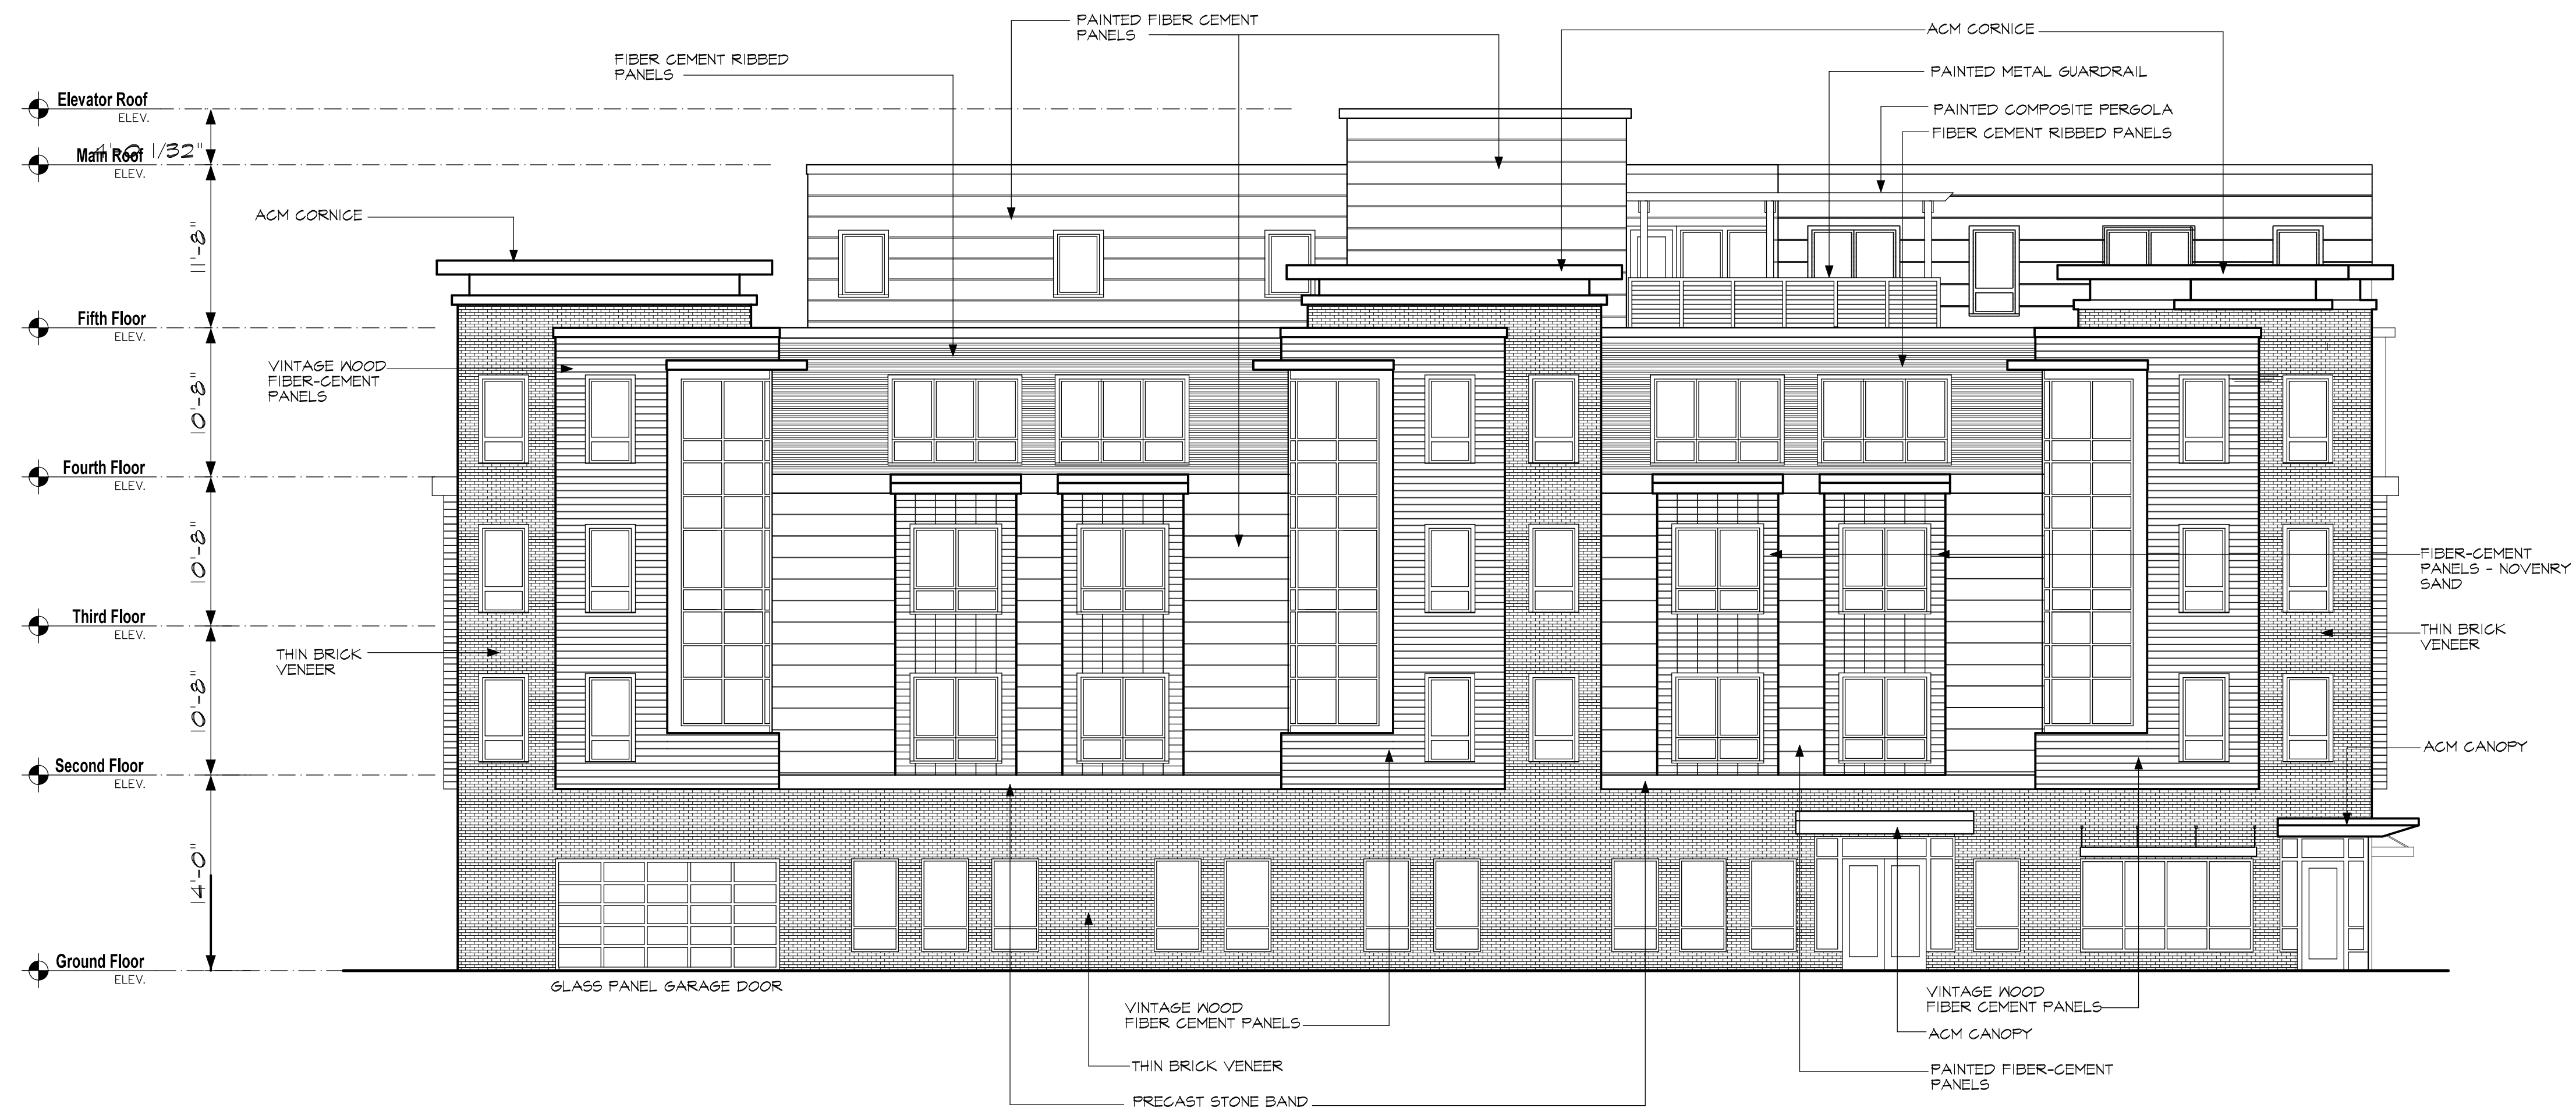 PAINTED FIBER CEMENT
PANELS
ACM CORNICE
FIBER CEMENT RIBBED
PANELS
PAINTED METAL GUARDRAIL
Elevator Roof
ELEV.
PAINTED COMPOSITE PERGOLA
FIBER CEMENT RIBBED PANELS
Main Roof
1/32"
ELEV.
ACM CORNICE
11'-8"
Fifth Floor
ELEV.
VINTAGE WOOD
FIBER-CEMENT
PANELS
10'-8"
Fourth Floor
ELEV.
10'-8"
FIBER-CEMENT
PANELS - NOVENRY
SAND
Third Floor
ELEV.
THIN BRICK
VENEER
THIN BRICK
VENEER
10'-8"
ACM CANOPY
Second Floor
ELEV.
14'-0"
Ground Floor
ELEV.
GLASS PANEL GARAGE DOOR
VINTAGE WOOD
FIBER CEMENT PANELS
VINTAGE WOOD
FIBER CEMENT PANELS
ACM CANOPY
THIN BRICK VENEER
PAINTED FIBER-CEMENT
PANELS
PRECAST STONE BAND